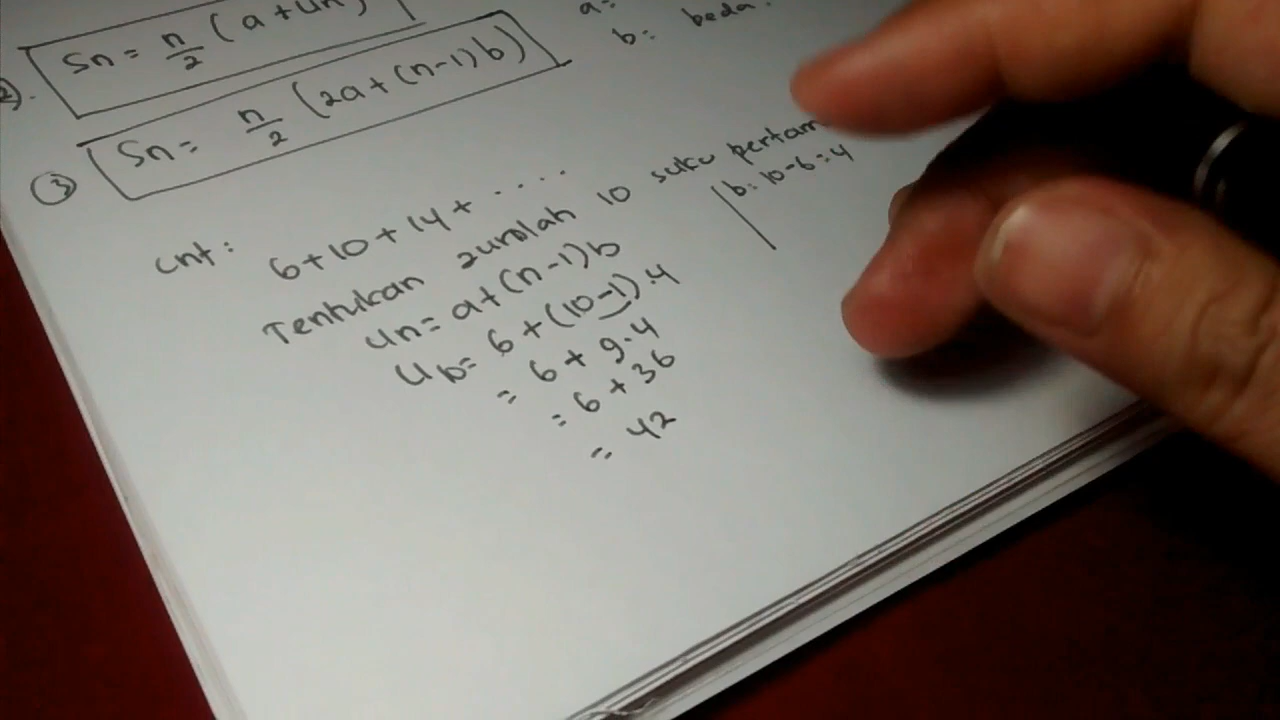 2). Sn = n/2 (a + Un)
a =
b = beda.
③ Sn = n/2 (2a + (n-1) b)
Cnt: 6 + 10 + 14 + ....
Tentukan Jumlah 10 suku pertam
b = 10 - 6 = 4
Un = a + (n-1) b
U10 = 6 + (10-1) . 4
= 6 + 9.4
= 6 + 36
= 42